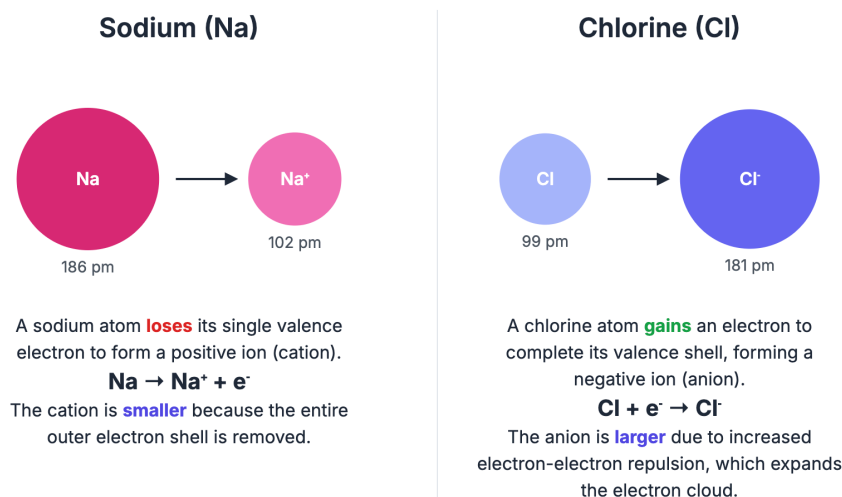 Sodium (Na)
Na
Na⁺
186 pm
102 pm
A sodium atom loses its single valence
electron to form a positive ion (cation).
Na → Na⁺ + e⁻
The cation is smaller because the entire
outer electron shell is removed.
Chlorine (Cl)
Cl
Cl⁻
99 pm
181 pm
A chlorine atom gains an electron to
complete its valence shell, forming a
negative ion (anion).
Cl + e⁻ → Cl⁻
The anion is larger due to increased
electron-electron repulsion, which expands
the electron cloud.